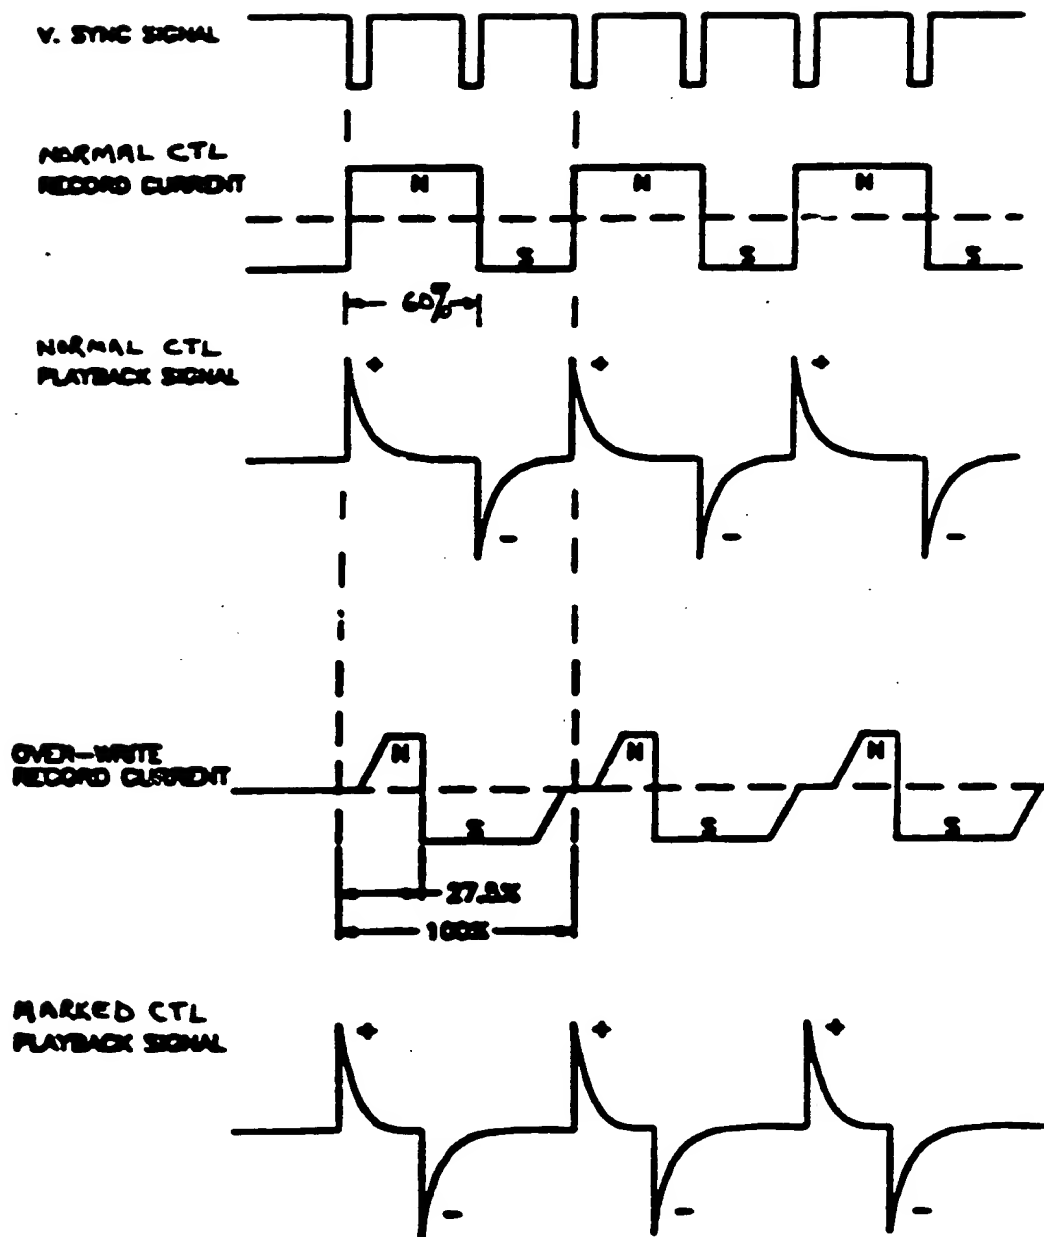 V. SYNC SIGNAL
NORMAL CTL
RECORD CURRENT
N N N
S S S
60%
NORMAL CTL
PLAYBACK SIGNAL
+ + +
- - -
OVER-WRITE
RECORD CURRENT
N N N
S S S
27.5%
100%
MARKED CTL
PLAYBACK SIGNAL
+ + +
- - -